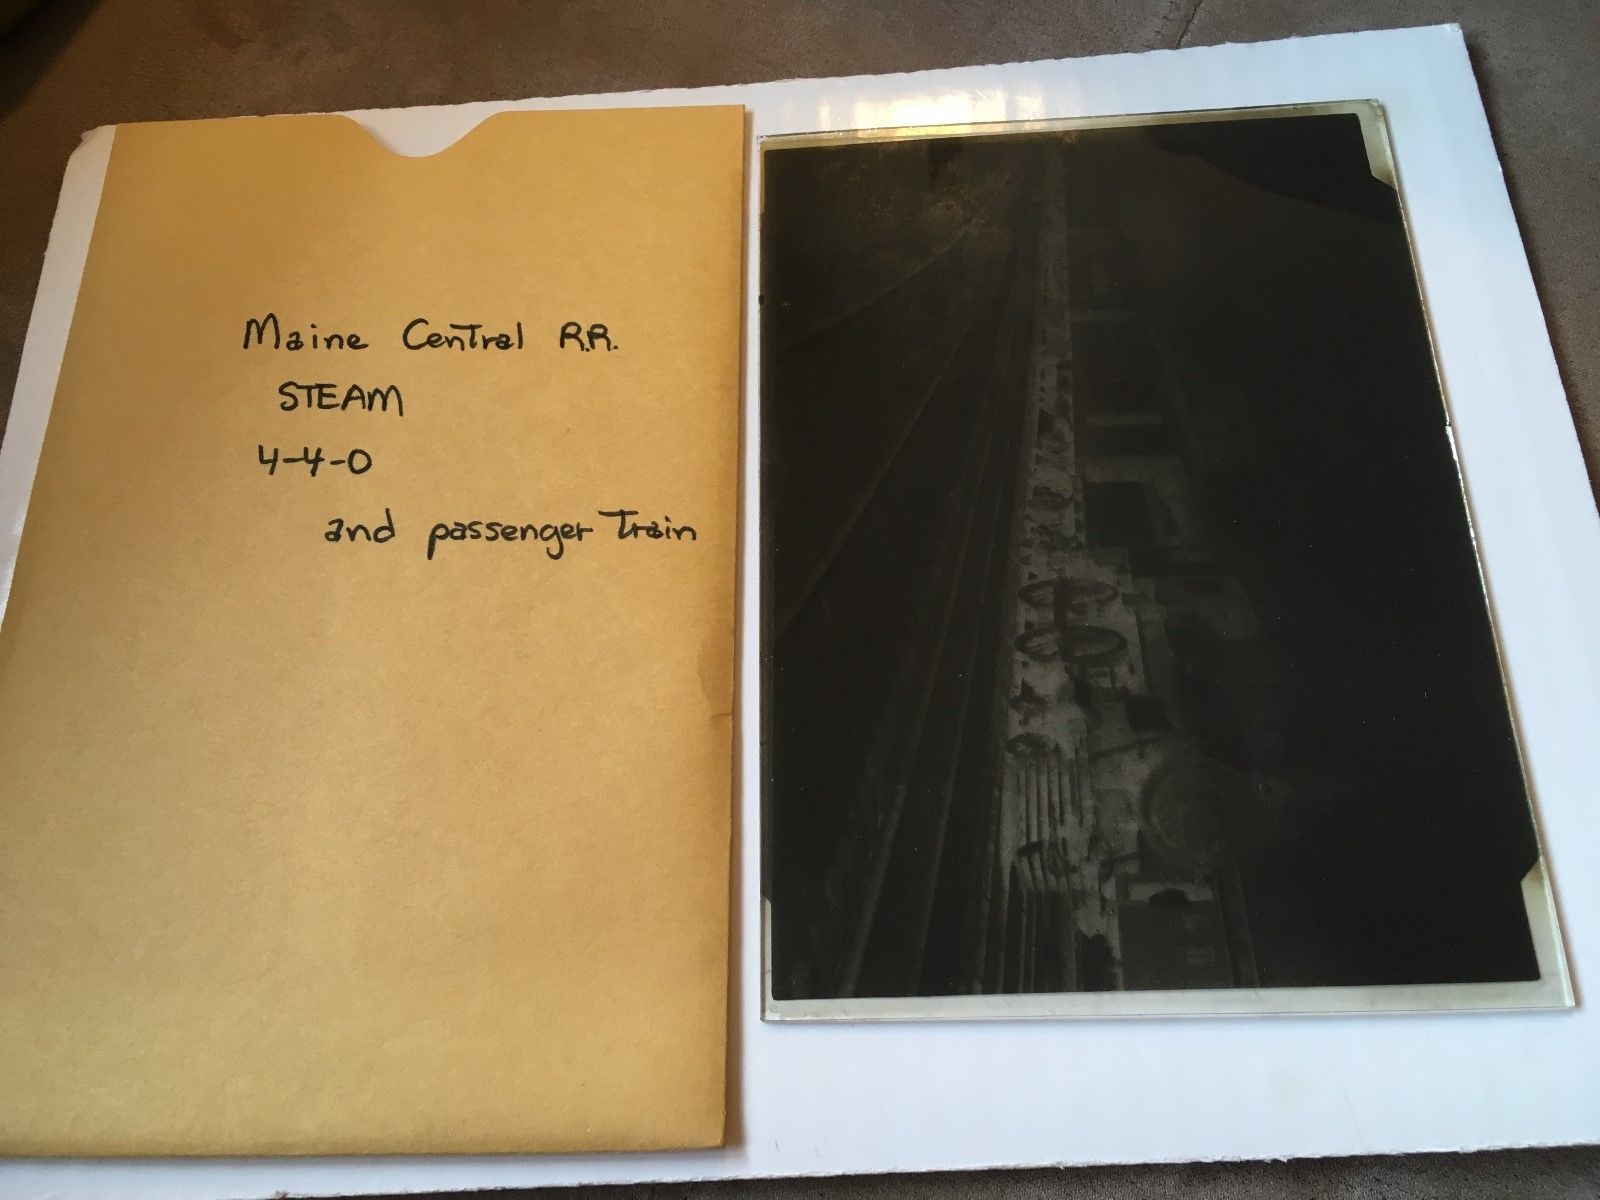 Maine Central R.R.
STEAM
4-4-0
and passenger Train